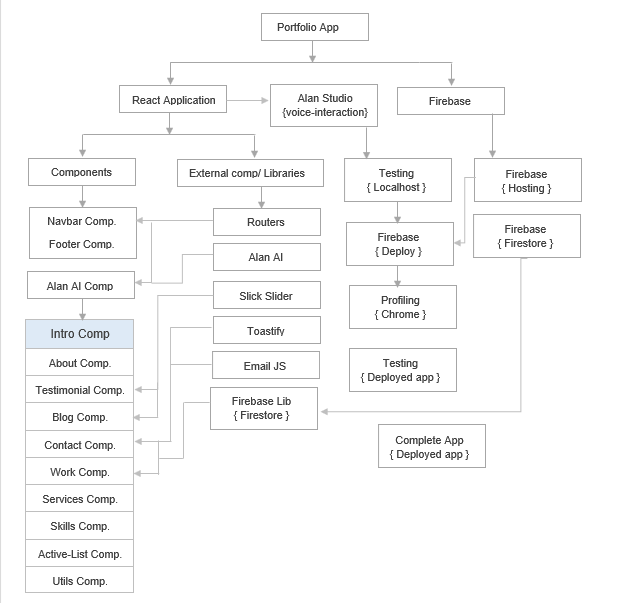 Portfolio App
React Application
Alan Studio
{voice-interaction}
Firebase
Components
External comp/ Libraries
Testing
{ Localhost }
Firebase
{ Hosting }
Navbar Comp.
Footer Comp.
Routers
Firebase
{ Deploy }
Firebase
{ Firestore }
Alan AI
Alan AI Comp
Slick Slider
Profiling
{ Chrome }
Intro Comp
Toastify
About Comp.
Email JS
Testing
{ Deployed app }
Testimonial Comp.
Firebase Lib
{ Firestore }
Blog Comp.
Contact Comp.
Complete App
{ Deployed app }
Work Comp.
Services Comp.
Skills Comp.
Active-List Comp.
Utils Comp.